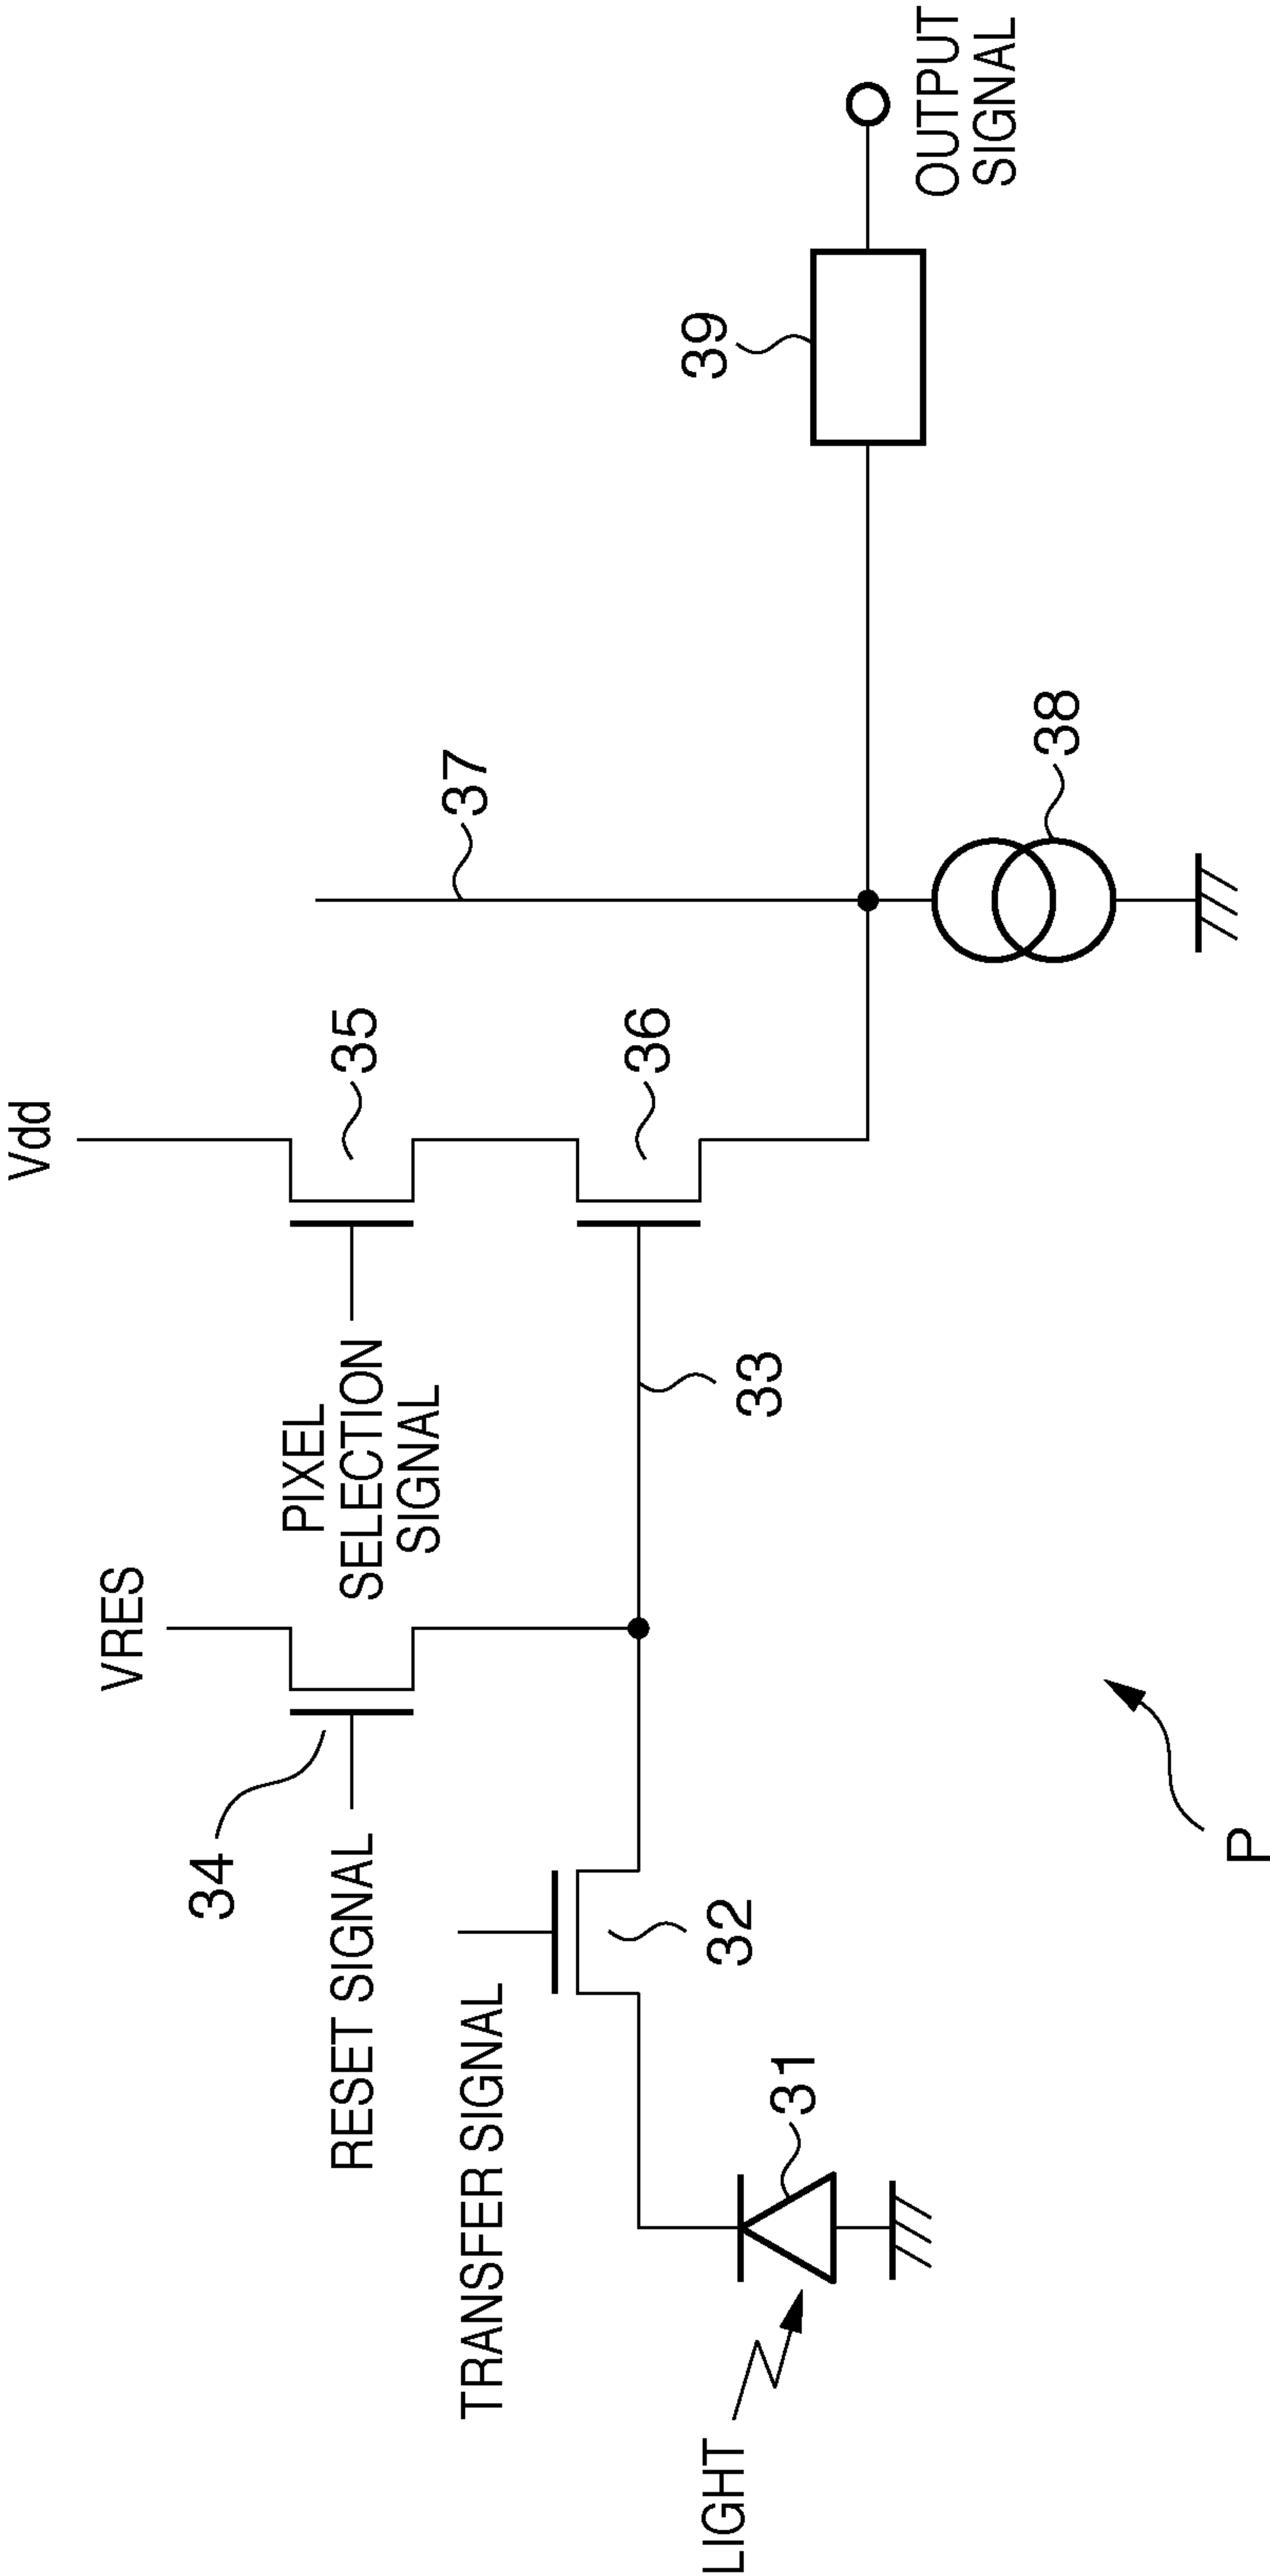 Vdd
VRES
34
RESET SIGNAL
PIXEL
SELECTION
SIGNAL
35
37
TRANSFER SIGNAL
36
32
33
39
LIGHT
31
OUTPUT
SIGNAL
38
P